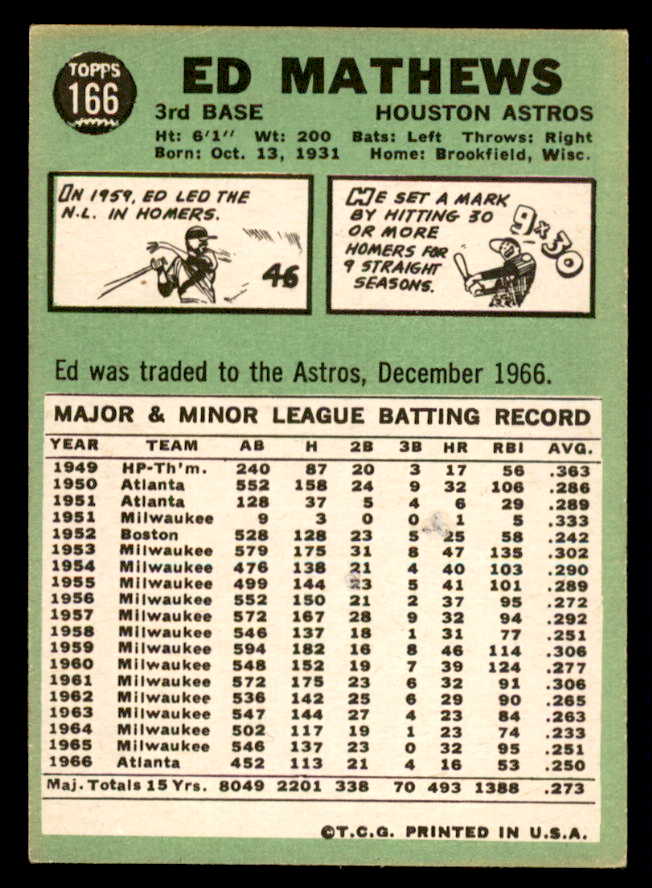 TOPPS
166
ED MATHEWS
3rd BASE HOUSTON ASTROS
Ht: 6'1" Wt: 200 Bats: Left Throws: Right
Born: Oct. 13, 1931 Home: Brookfield, Wisc.
IN 1959, ED LED THE
N.L. IN HOMERS.
46
HE SET A MARK
BY HITTING 30
OR MORE
HOMERS FOR
9 STRAIGHT
SEASONS.
9 x 30
Ed was traded to the Astros, December 1966.
MAJOR & MINOR LEAGUE BATTING RECORD
YEAR TEAM AB H 2B 3B HR RBI AVG.
1949 HP-Th'm. 240 87 20 3 17 56 .363
1950 Atlanta 552 158 24 9 32 106 .286
1951 Atlanta 128 37 5 4 6 29 .289
1951 Milwaukee 9 3 0 0 1 5 .333
1952 Boston 528 128 23 5 25 58 .242
1953 Milwaukee 579 175 31 8 47 135 .302
1954 Milwaukee 476 138 21 4 40 103 .290
1955 Milwaukee 499 144 23 5 41 101 .289
1956 Milwaukee 552 150 21 2 37 95 .272
1957 Milwaukee 572 167 28 9 32 94 .292
1958 Milwaukee 546 137 18 1 31 77 .251
1959 Milwaukee 594 182 16 8 46 114 .306
1960 Milwaukee 548 152 19 7 39 124 .277
1961 Milwaukee 572 175 23 6 32 91 .306
1962 Milwaukee 536 142 25 6 29 90 .265
1963 Milwaukee 547 144 27 4 23 84 .263
1964 Milwaukee 502 117 19 1 23 74 .233
1965 Milwaukee 546 137 23 0 32 95 .251
1966 Atlanta 452 113 21 4 16 53 .250
Maj. Totals 15 Yrs. 8049 2201 338 70 493 1388 .273
©T.C.G. PRINTED IN U.S.A.